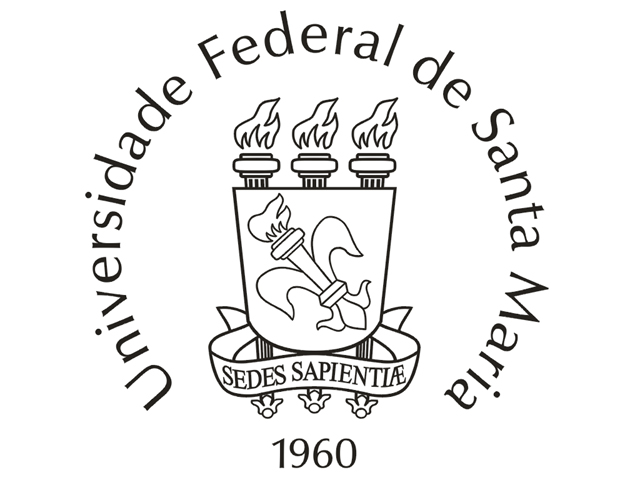 Universidade Federal de Santa Maria
SEDES SAPIENTIÆ
1960